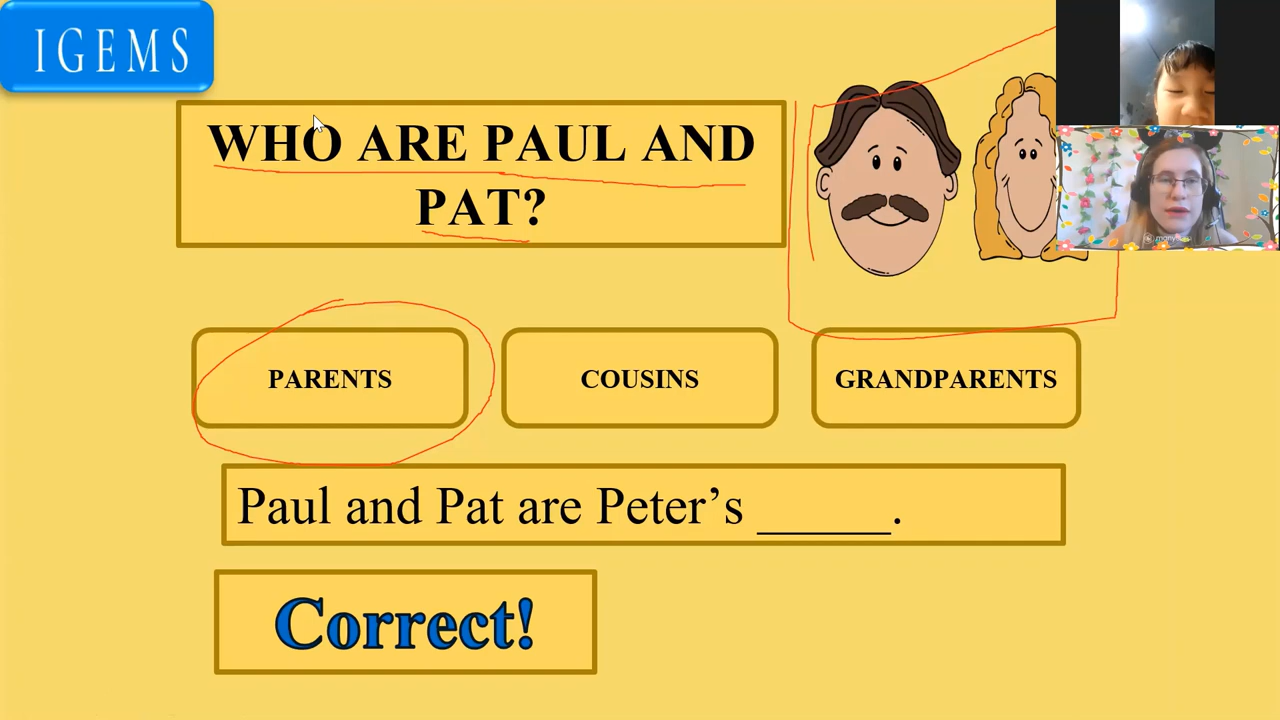 IGEMS
WHO ARE PAUL AND
PAT?
PARENTS
COUSINS
GRANDPARENTS
Paul and Pat are Peter’s ______.
Correct!